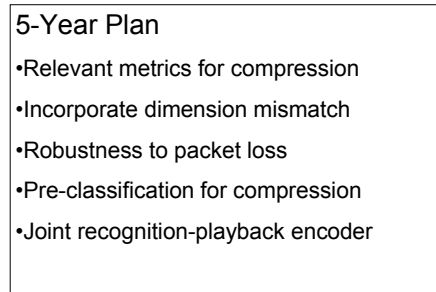 5-Year Plan
•Relevant metrics for compression
•Incorporate dimension mismatch
•Robustness to packet loss
•Pre-classification for compression
•Joint recognition-playback encoder